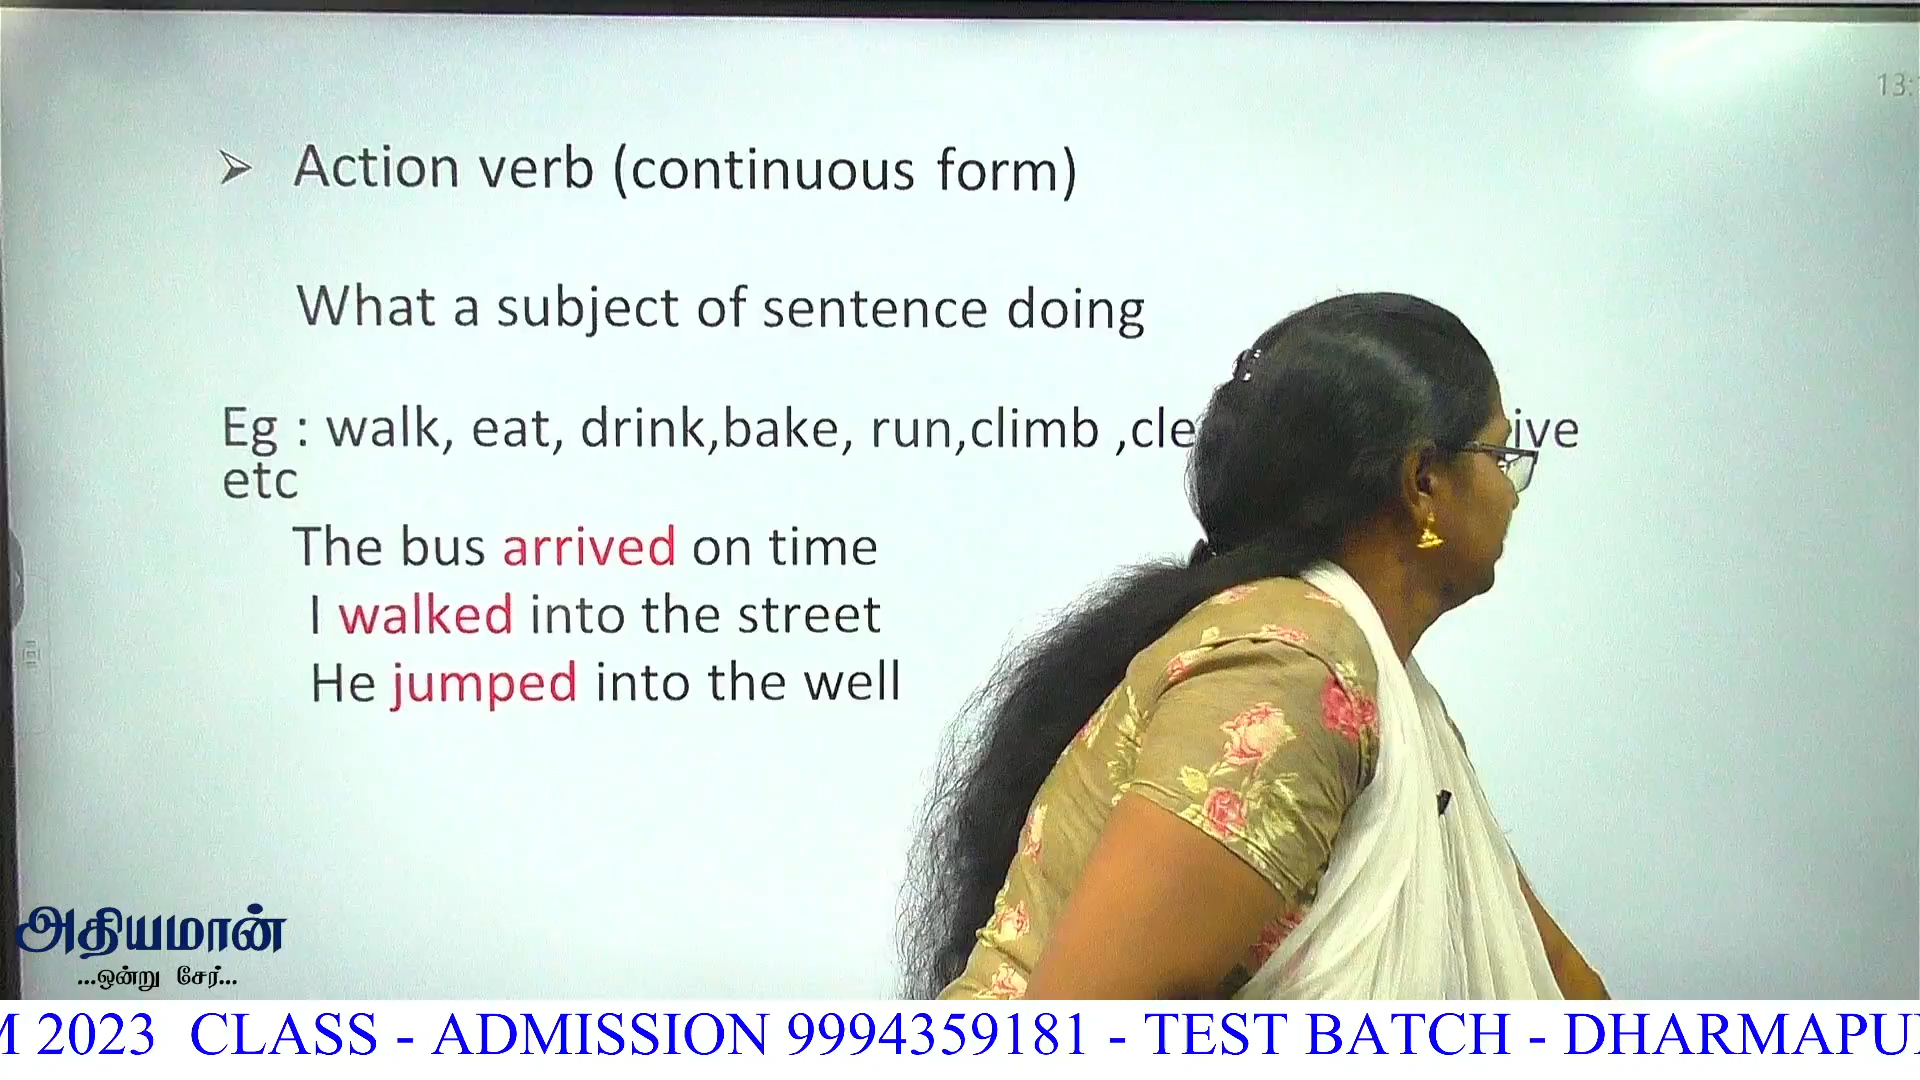 13:
➢ Action verb (continuous form)
What a subject of sentence doing
Eg : walk, eat, drink,bake, run,climb ,cle ive
etc
The bus arrived on time
I walked into the street
He jumped into the well
அதியமான்
...ஒன்று சேர்...
M 2023 CLASS - ADMISSION 9994359181 - TEST BATCH - DHARMAPU